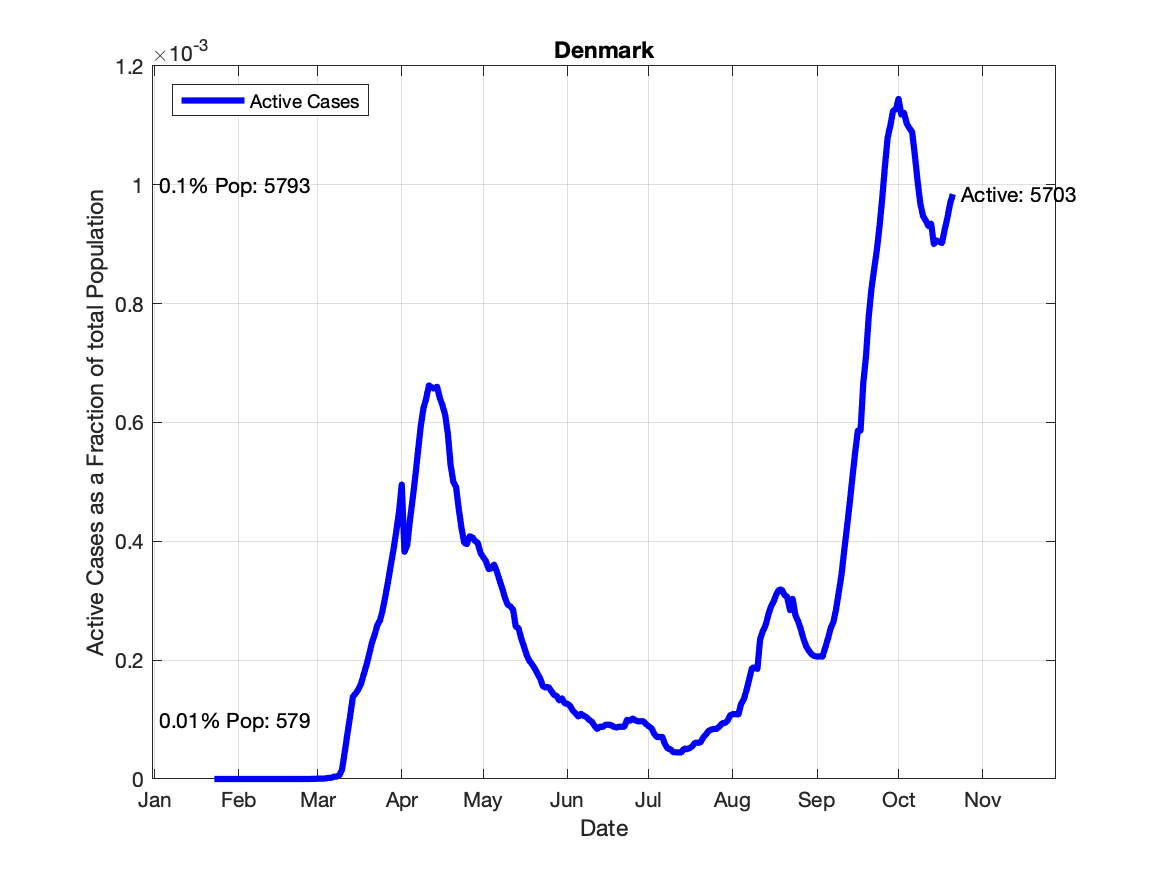 Denmark
×10-3
1.2
1
0.8
0.6
0.4
0.2
0
Active Cases as a Fraction of total Population
Active Cases
0.1% Pop: 5793
Active: 5703
0.01% Pop: 579
Jan Feb Mar Apr May Jun Jul Aug Sep Oct Nov
Date